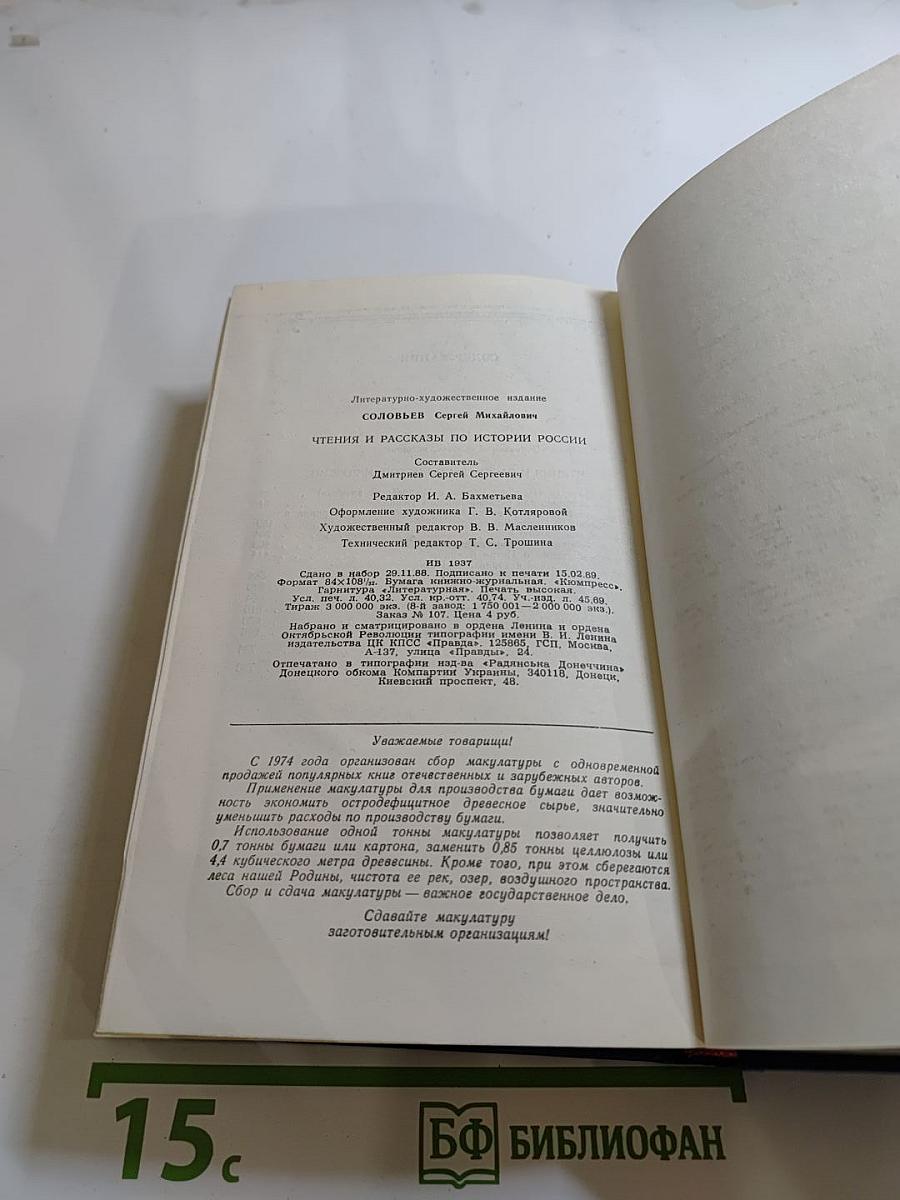 Литературно-художественное издание
СОЛОВЬЕВ Сергей Михайлович
ЧТЕНИЯ И РАССКАЗЫ ПО ИСТОРИИ РОССИИ
Составитель
Дмитриев Сергей Сергеевич
Редактор И. А. Бахметьева
Оформление художника Г. В. Котляровой
Художественный редактор В. В. Масленников
Технический редактор Т. С. Трошина
ИВ 1937
Сдано в набор 29.11.88. Подписано к печати 15.02.89.
Формат 84×108¹/₃₂. Бумага книжно-журнальная. «Кюмпресс».
Гарнитура «Литературная». Печать высокая.
Усл. печ. л. 40,32. Усл. кр.-отт. 40,74. Уч.-изд. л. 45,69.
Тираж 3 000 000 экз. (8-й завод: 1 750 001—2 000 000 экз.).
Заказ № 107. Цена 4 руб.
Набрано и сматрицировано в ордена Ленина и ордена
Октябрьской Революции типографии имени В. И. Ленина
издательства ЦК КПСС «Правда». 125865, ГСП, Москва,
А-137, улица «Правды», 24.
Отпечатано в типографии изд-ва «Радянська Донеччина»
Донецкого обкома Компартии Украины, 340118, Донецк,
Киевский проспект, 48.
Уважаемые товарищи!
С 1974 года организован сбор макулатуры с одновременной
продажей популярных книг отечественных и зарубежных авторов.
Применение макулатуры для производства бумаги дает возмож-
ность экономить остродефицитное древесное сырье, значительно
уменьшить расходы по производству бумаги.
Использование одной тонны макулатуры позволяет получить
0,7 тонны бумаги или картона, заменить 0,85 тонны целлюлозы или
4,4 кубического метра древесины. Кроме того, при этом сберегаются
леса нашей Родины, чистота ее рек, озер, воздушного пространства.
Сбор и сдача макулатуры — важное государственное дело.
Сдавайте макулатуру
заготовительным организациям!
15 с
БФ БИБЛИОФАН